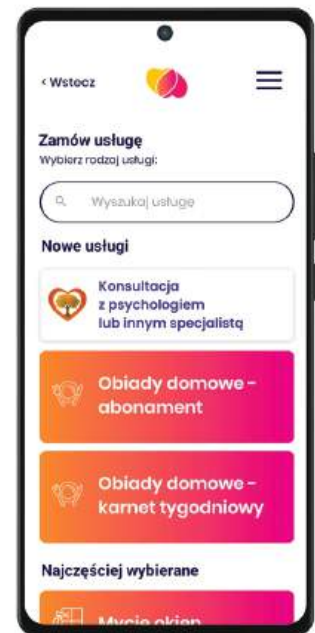 < Wstecz
Zamów usługę
Wybierz rodzaj usługi:
Wyszukaj usługę
Nowe usługi
Konsultacja
z psychologiem
lub innym specjalistą
Obiady domowe –
abonament
Obiady domowe –
karnet tygodniowy
Najczęściej wybierane
Mycie okien